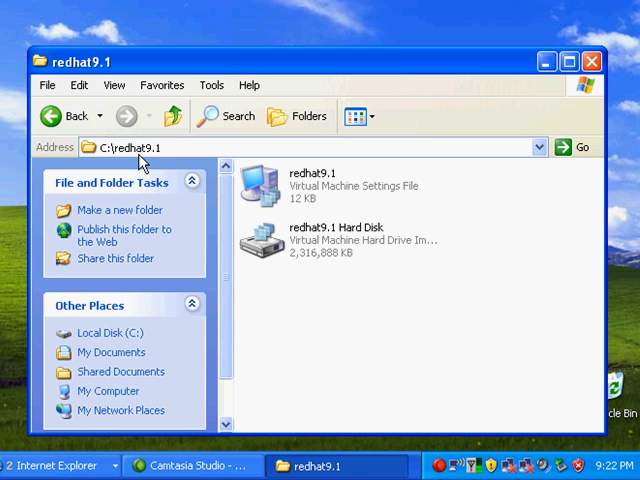 redhat9.1
File Edit View Favorites Tools Help
Back Search Folders
Address C:\redhat9.1 Go
File and Folder Tasks
Make a new folder
Publish this folder to
the Web
Share this folder
Other Places
Local Disk (C:)
My Documents
Shared Documents
My Computer
My Network Places
redhat9.1
Virtual Machine Settings File
12 KB
redhat9.1 Hard Disk
Virtual Machine Hard Drive Im...
2,316,888 KB
cle Bin
2 Internet Explorer Camtasia Studio - ... redhat9.1 9:22 PM